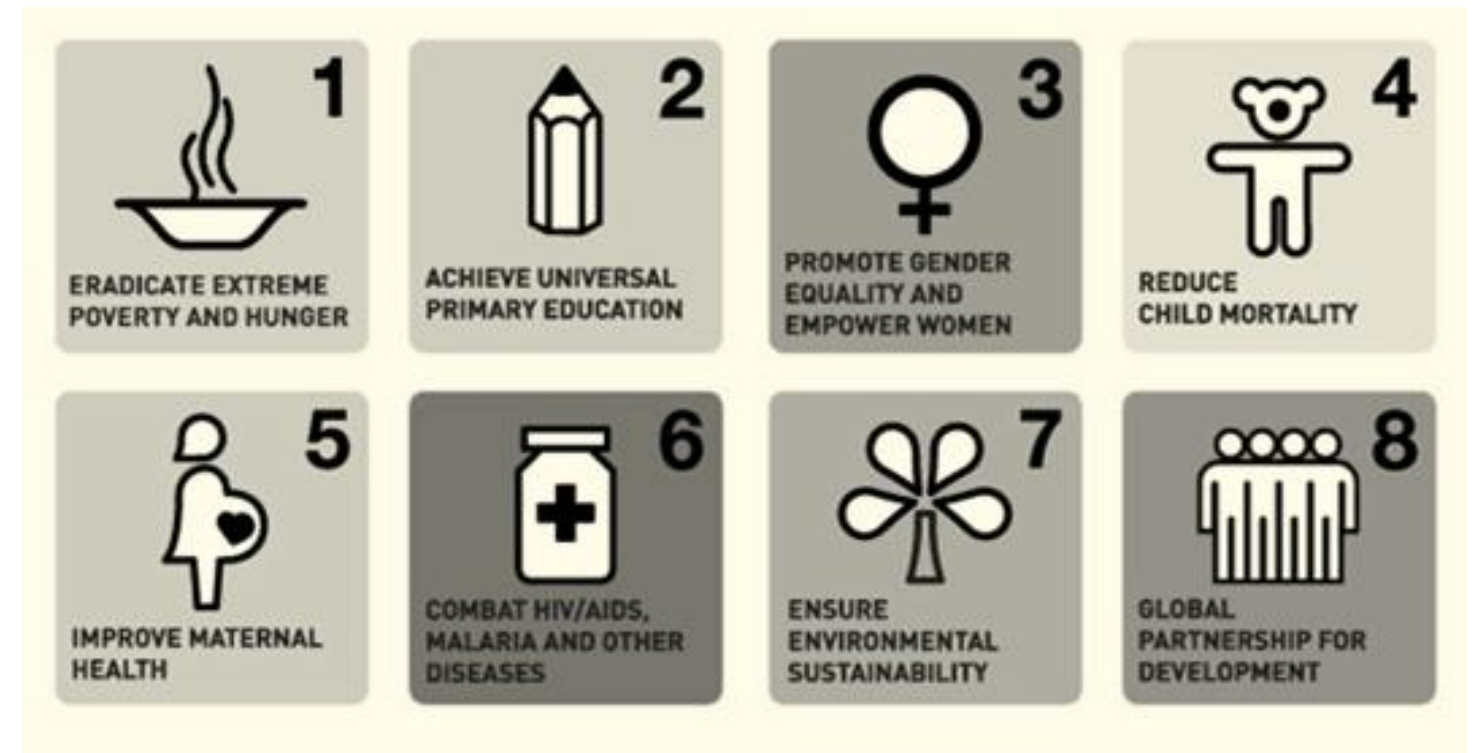 1
ERADICATE EXTREME
POVERTY AND HUNGER
2
ACHIEVE UNIVERSAL
PRIMARY EDUCATION
3
PROMOTE GENDER
EQUALITY AND
EMPOWER WOMEN
4
REDUCE
CHILD MORTALITY
5
IMPROVE MATERNAL
HEALTH
6
COMBAT HIV/AIDS,
MALARIA AND OTHER
DISEASES
7
ENSURE
ENVIRONMENTAL
SUSTAINABILITY
8
GLOBAL
PARTNERSHIP FOR
DEVELOPMENT